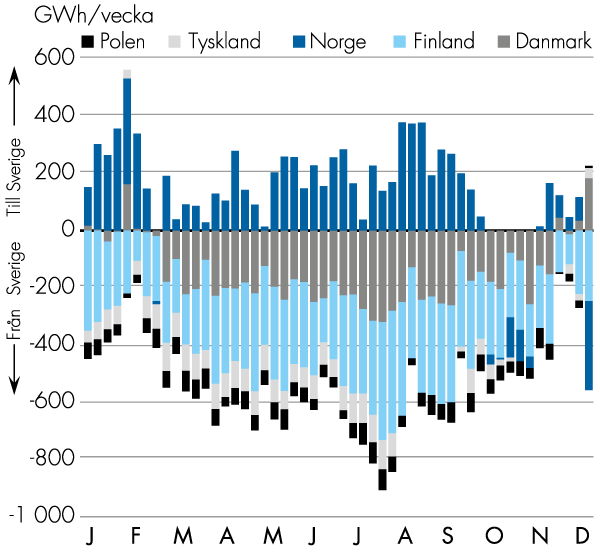 GWh/vecka
Polen Tyskland Norge Finland Danmark
600
400
200
0
-200
-400
-600
-800
-1 000
Till Sverige
Från Sverige
J F M A M J J A S O N D